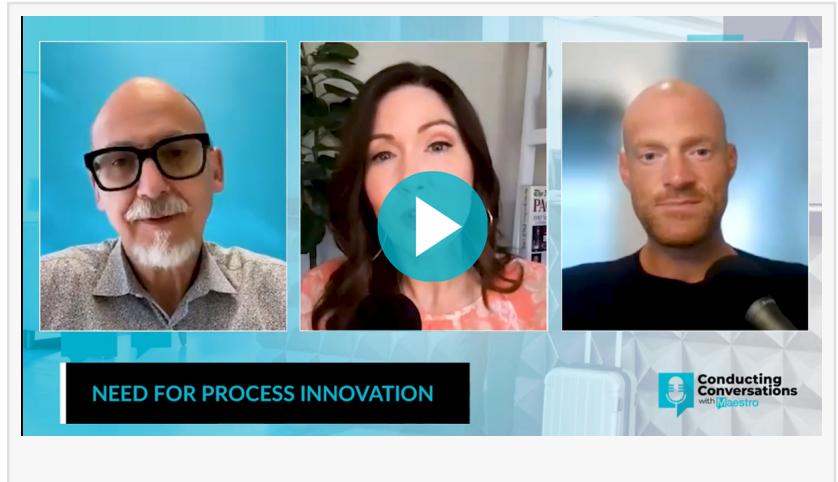 NEED FOR PROCESS INNOVATION
Conducting
Conversations
with Maestro